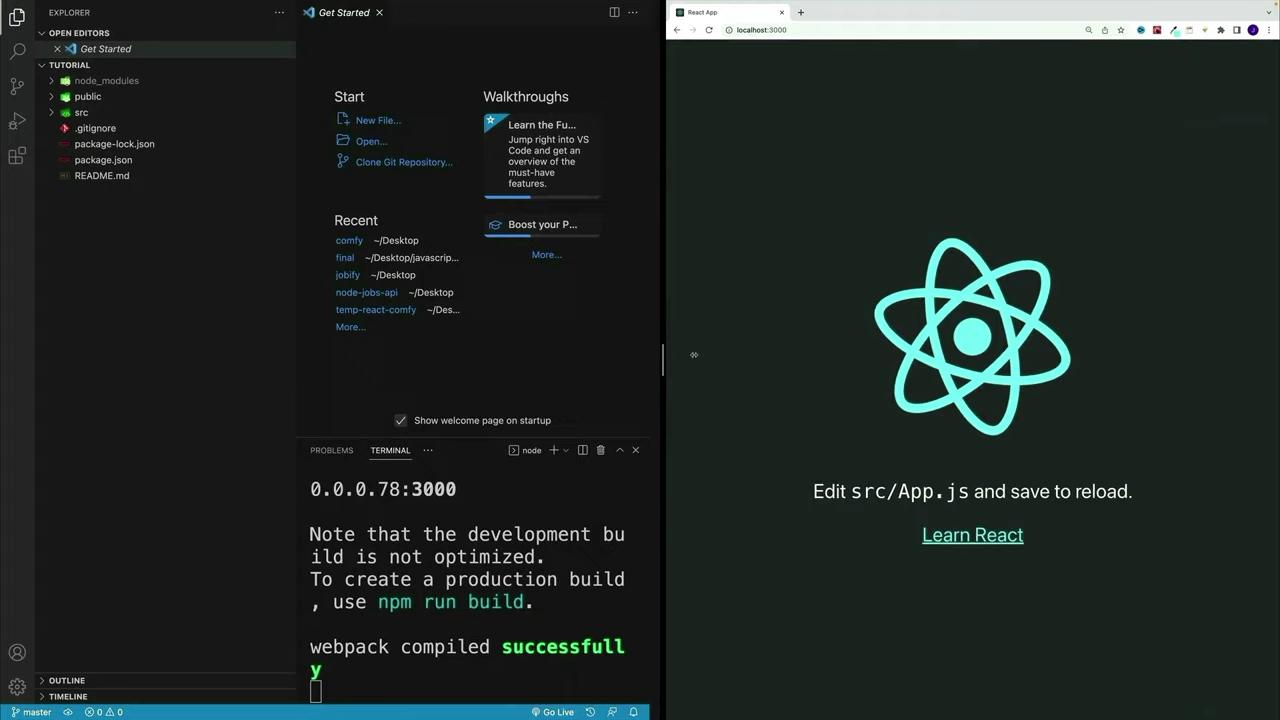 EXPLORER
OPEN EDITORS
Get Started
TUTORIAL
node_modules
public
src
.gitignore
package-lock.json
package.json
README.md
OUTLINE
TIMELINE
Get Started
Start
New File...
Open...
Clone Git Repository...
Recent
comfy ~/Desktop
final ~/Desktop/javascrip...
jobify ~/Desktop
node-jobs-api ~/Desktop
temp-react-comfy ~/Des...
More...
Walkthroughs
Learn the Fu...
Jump right into VS
Code and get an
overview of the
must-have
features.
Boost your P...
More...
Show welcome page on startup
PROBLEMS TERMINAL
node
0.0.0.78:3000
Note that the development bu
ild is not optimized.
To create a production build
, use npm run build.
webpack compiled successfull
y
master
0 0
Go Live
React App
localhost:3000
J
Edit src/App.js and save to reload.
Learn React